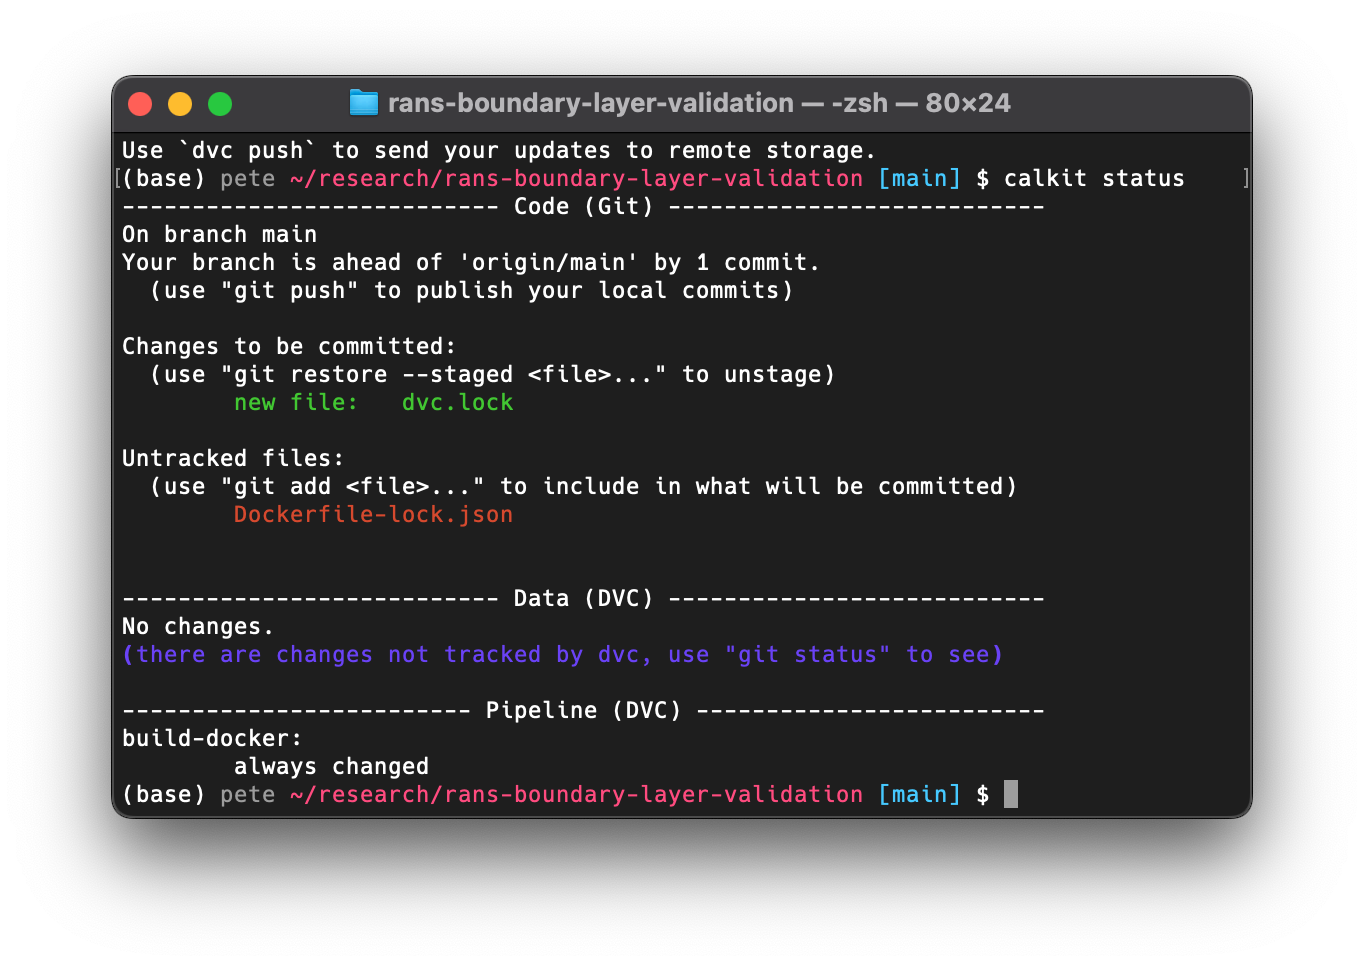 rans-boundary-layer-validation — -zsh — 80×24
Use `dvc push` to send your updates to remote storage.
[(base) pete ~/research/rans-boundary-layer-validation [main] $ calkit status ]
--------------------------- Code (Git) ---------------------------
On branch main
Your branch is ahead of 'origin/main' by 1 commit.
  (use "git push" to publish your local commits)

Changes to be committed:
  (use "git restore --staged <file>..." to unstage)
        new file:   dvc.lock

Untracked files:
  (use "git add <file>..." to include in what will be committed)
        Dockerfile-lock.json

--------------------------- Data (DVC) ---------------------------
No changes.
(there are changes not tracked by dvc, use "git status" to see)

------------------------- Pipeline (DVC) -------------------------
build-docker:
        always changed
(base) pete ~/research/rans-boundary-layer-validation [main] $